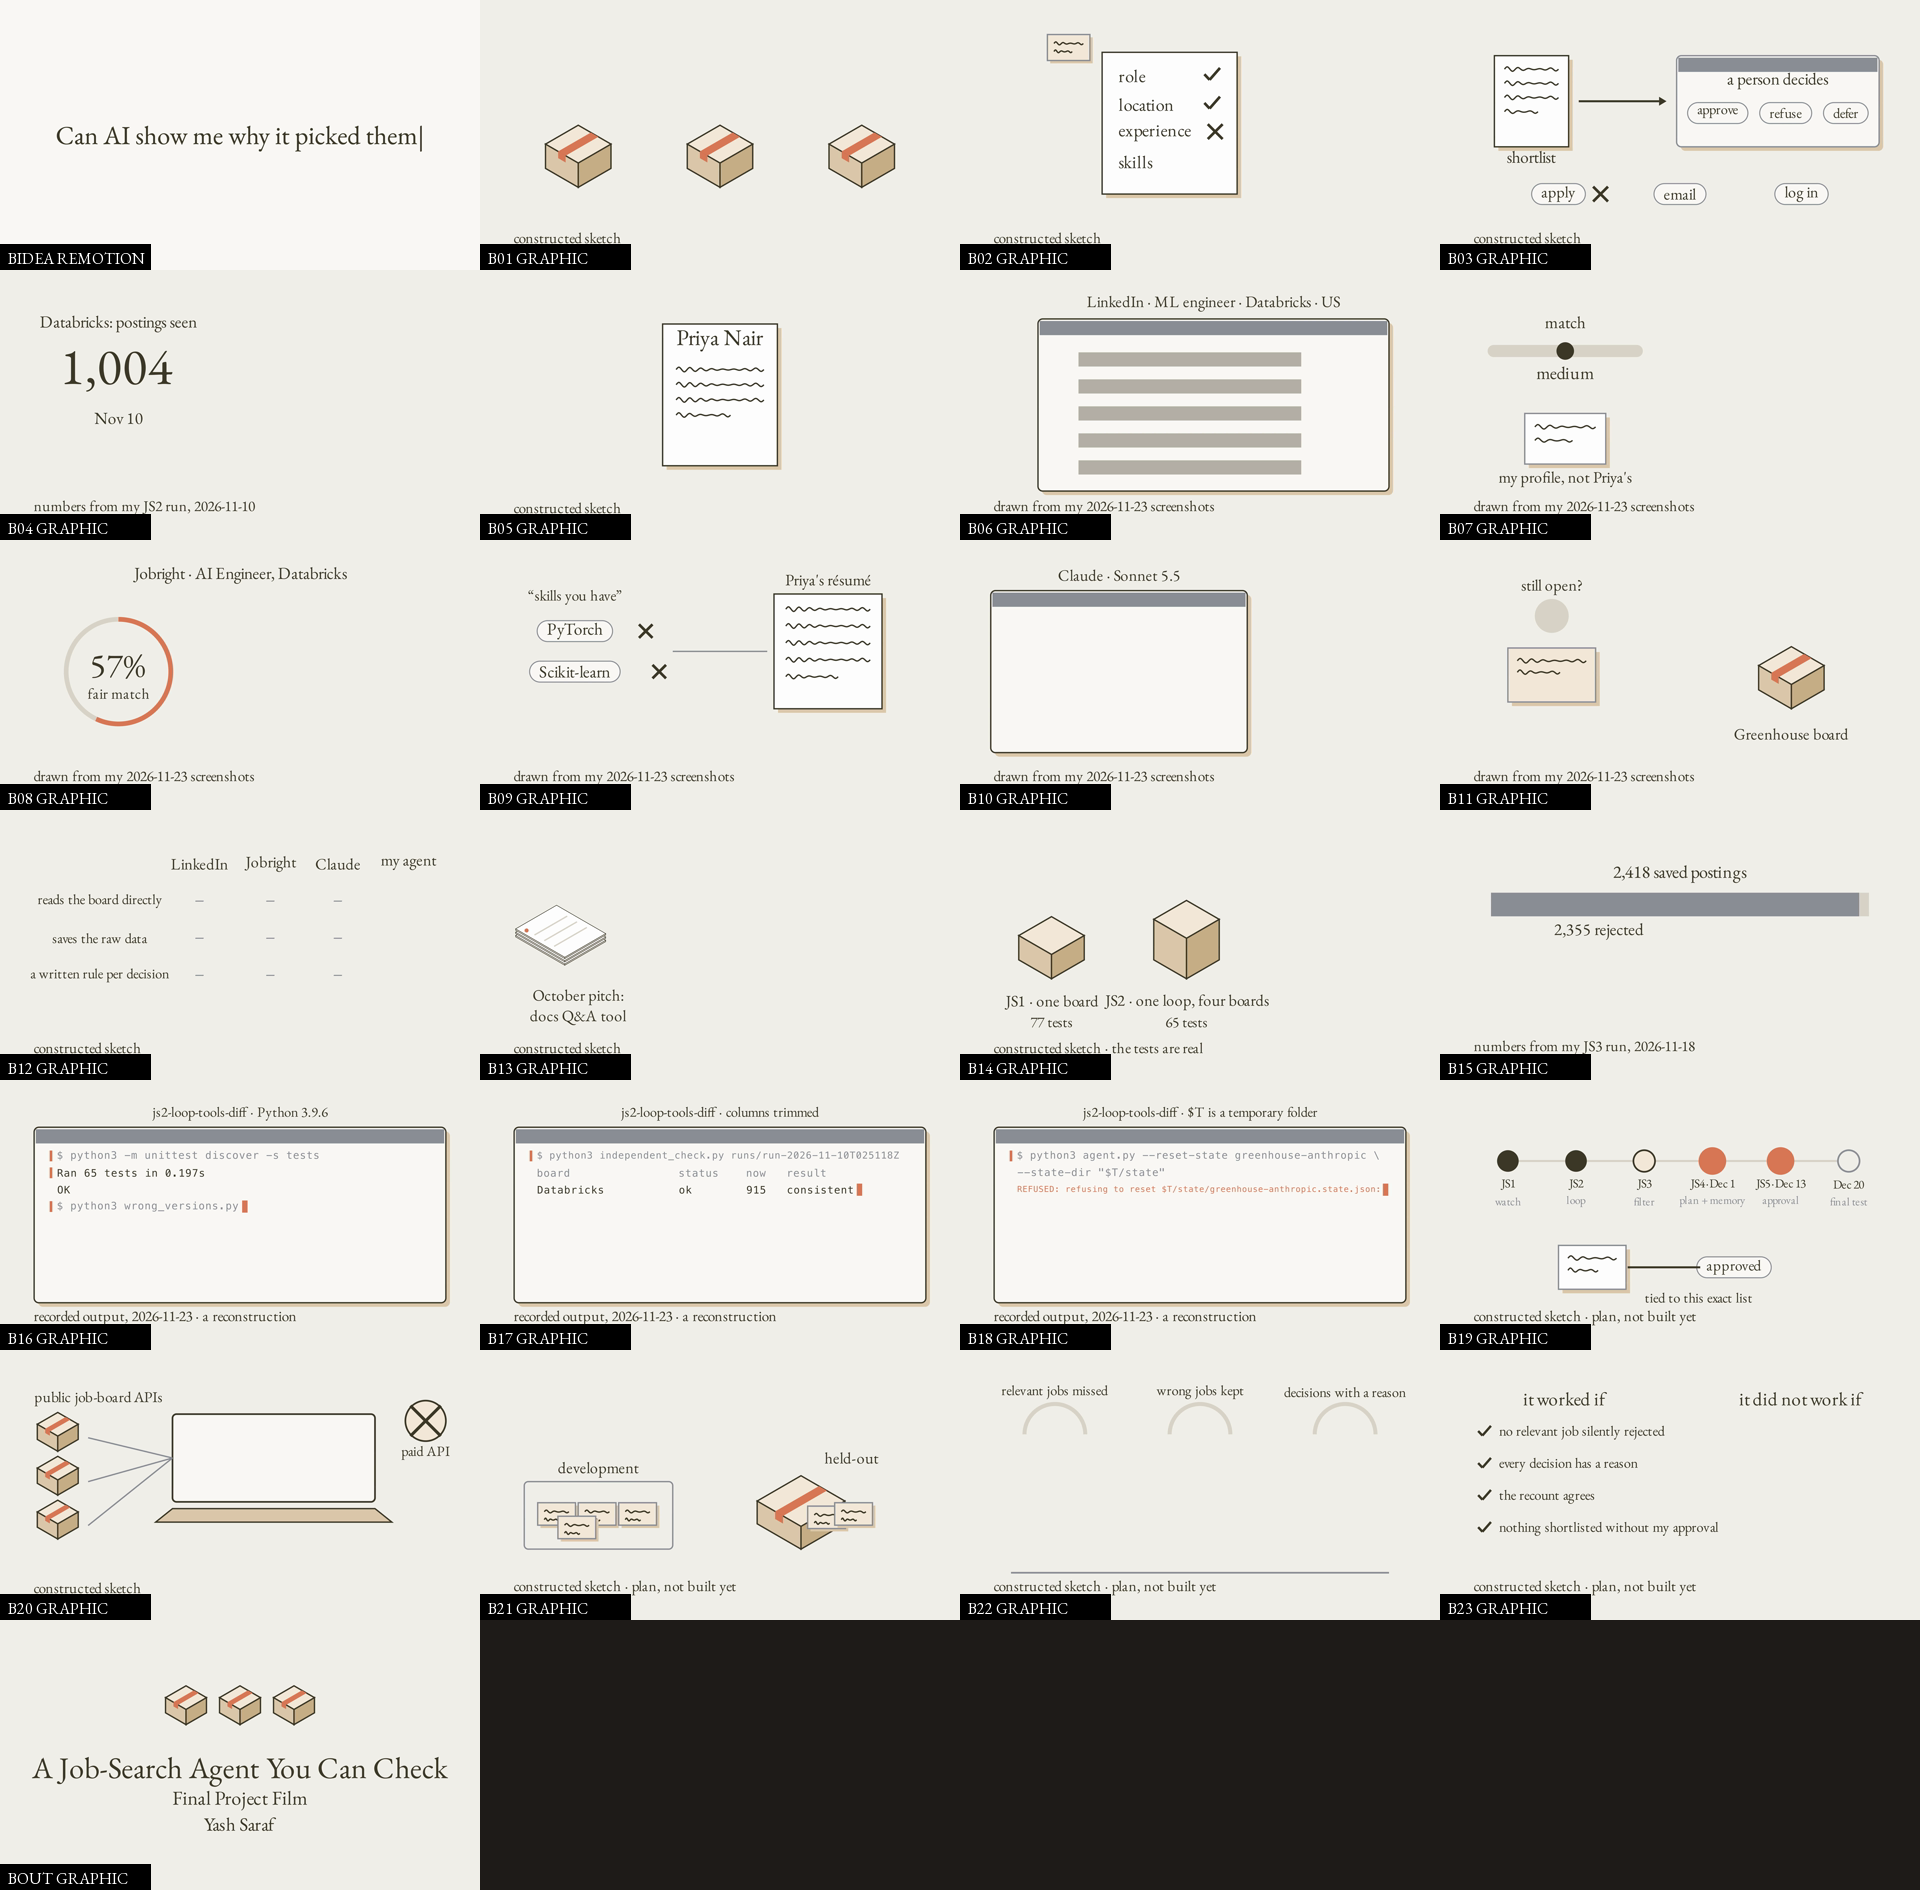 Can AI show me why it picked them|
BIDEA REMOTION
constructed sketch
B01 GRAPHIC
role
location
experience
skills
constructed sketch
B02 GRAPHIC
shortlist
a person decides
approve refuse defer
apply email log in
constructed sketch
B03 GRAPHIC
Databricks: postings seen
1,004
Nov 10
numbers from my JS2 run, 2026-11-10
B04 GRAPHIC
Priya Nair
constructed sketch
B05 GRAPHIC
LinkedIn · ML engineer · Databricks · US
drawn from my 2026-11-23 screenshots
B06 GRAPHIC
match
medium
my profile, not Priya's
drawn from my 2026-11-23 screenshots
B07 GRAPHIC
Jobright · AI Engineer, Databricks
57%
fair match
drawn from my 2026-11-23 screenshots
B08 GRAPHIC
“skills you have”
PyTorch
Scikit-learn
Priya's résumé
drawn from my 2026-11-23 screenshots
B09 GRAPHIC
Claude · Sonnet 5.5
drawn from my 2026-11-23 screenshots
B10 GRAPHIC
still open?
Greenhouse board
drawn from my 2026-11-23 screenshots
B11 GRAPHIC
LinkedIn Jobright Claude my agent
reads the board directly – – –
saves the raw data – – –
a written rule per decision – – –
constructed sketch
B12 GRAPHIC
October pitch:
docs Q&A tool
constructed sketch
B13 GRAPHIC
JS1 · one board JS2 · one loop, four boards
77 tests 65 tests
constructed sketch · the tests are real
B14 GRAPHIC
2,418 saved postings
2,355 rejected
numbers from my JS3 run, 2026-11-18
B15 GRAPHIC
js2-loop-tools-diff · Python 3.9.6
$ python3 -m unittest discover -s tests
Ran 65 tests in 0.197s
OK
$ python3 wrong_versions.py
recorded output, 2026-11-23 · a reconstruction
B16 GRAPHIC
js2-loop-tools-diff · columns trimmed
$ python3 independent_check.py runs/run-2026-11-10T025118Z
board status now result
Databricks ok 915 consistent
recorded output, 2026-11-23 · a reconstruction
B17 GRAPHIC
js2-loop-tools-diff · $T is a temporary folder
$ python3 agent.py --reset-state greenhouse-anthropic \
--state-dir "$T/state"
REFUSED: refusing to reset $T/state/greenhouse-anthropic.state.json:
recorded output, 2026-11-23 · a reconstruction
B18 GRAPHIC
JS1 JS2 JS3 JS4·Dec 1 JS5·Dec 13 Dec 20
watch loop filter plan + memory approval final test
approved
tied to this exact list
constructed sketch · plan, not built yet
B19 GRAPHIC
public job-board APIs
paid API
constructed sketch
B20 GRAPHIC
development
held-out
constructed sketch · plan, not built yet
B21 GRAPHIC
relevant jobs missed wrong jobs kept decisions with a reason
constructed sketch · plan, not built yet
B22 GRAPHIC
it worked if it did not work if
no relevant job silently rejected
every decision has a reason
the recount agrees
nothing shortlisted without my approval
constructed sketch · plan, not built yet
B23 GRAPHIC
A Job-Search Agent You Can Check
Final Project Film
Yash Saraf
BOUT GRAPHIC